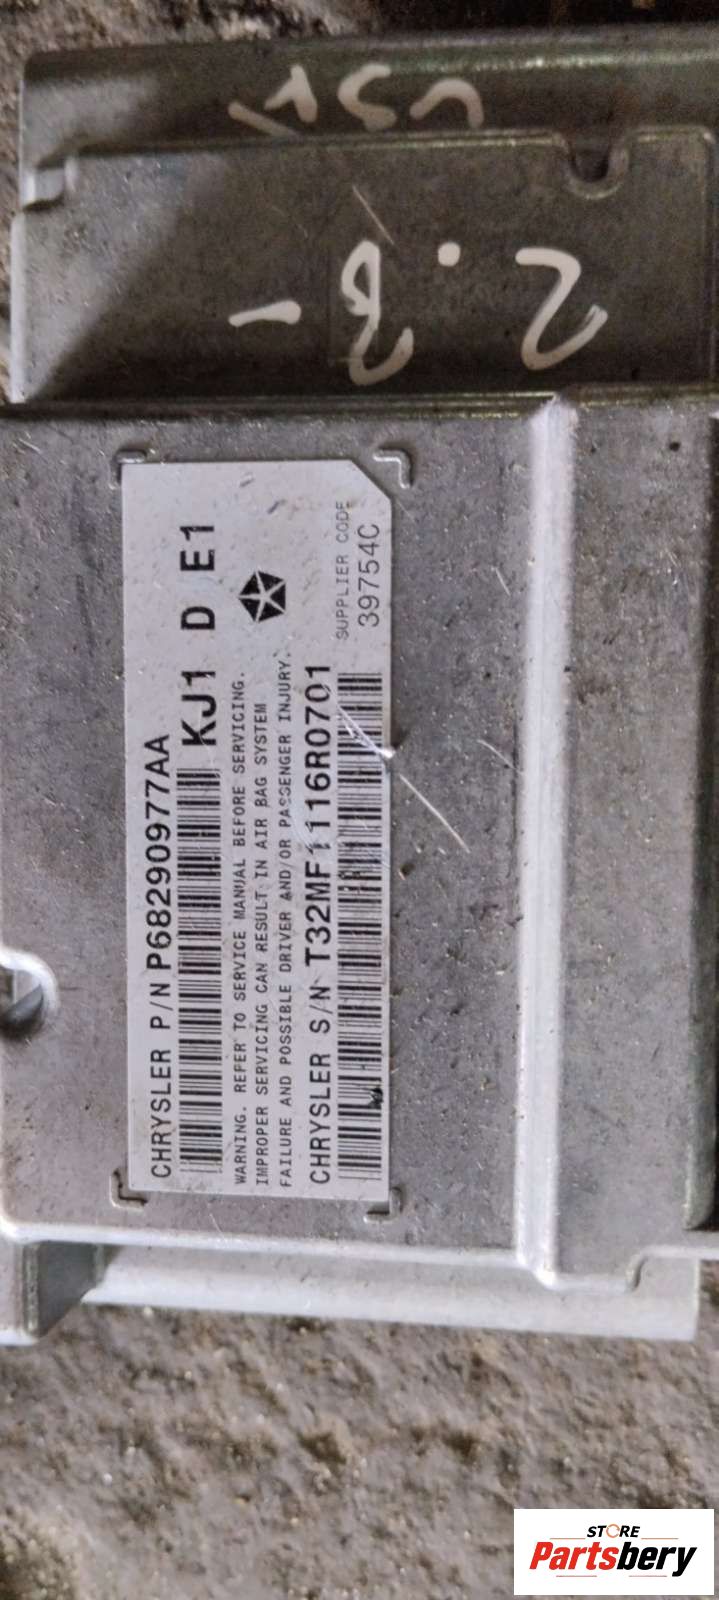 USA
2.8-
CHRYSLER P/N P68290977AA
KJ1 D E1
WARNING. REFER TO SERVICE MANUAL BEFORE SERVICING.
IMPROPER SERVICING CAN RESULT IN AIR BAG SYSTEM
FAILURE AND POSSIBLE DRIVER AND/OR PASSENGER INJURY.
CHRYSLER S/N T32MF1116R0701
SUPPLIER CODE
39754C
STORE
Partsbery